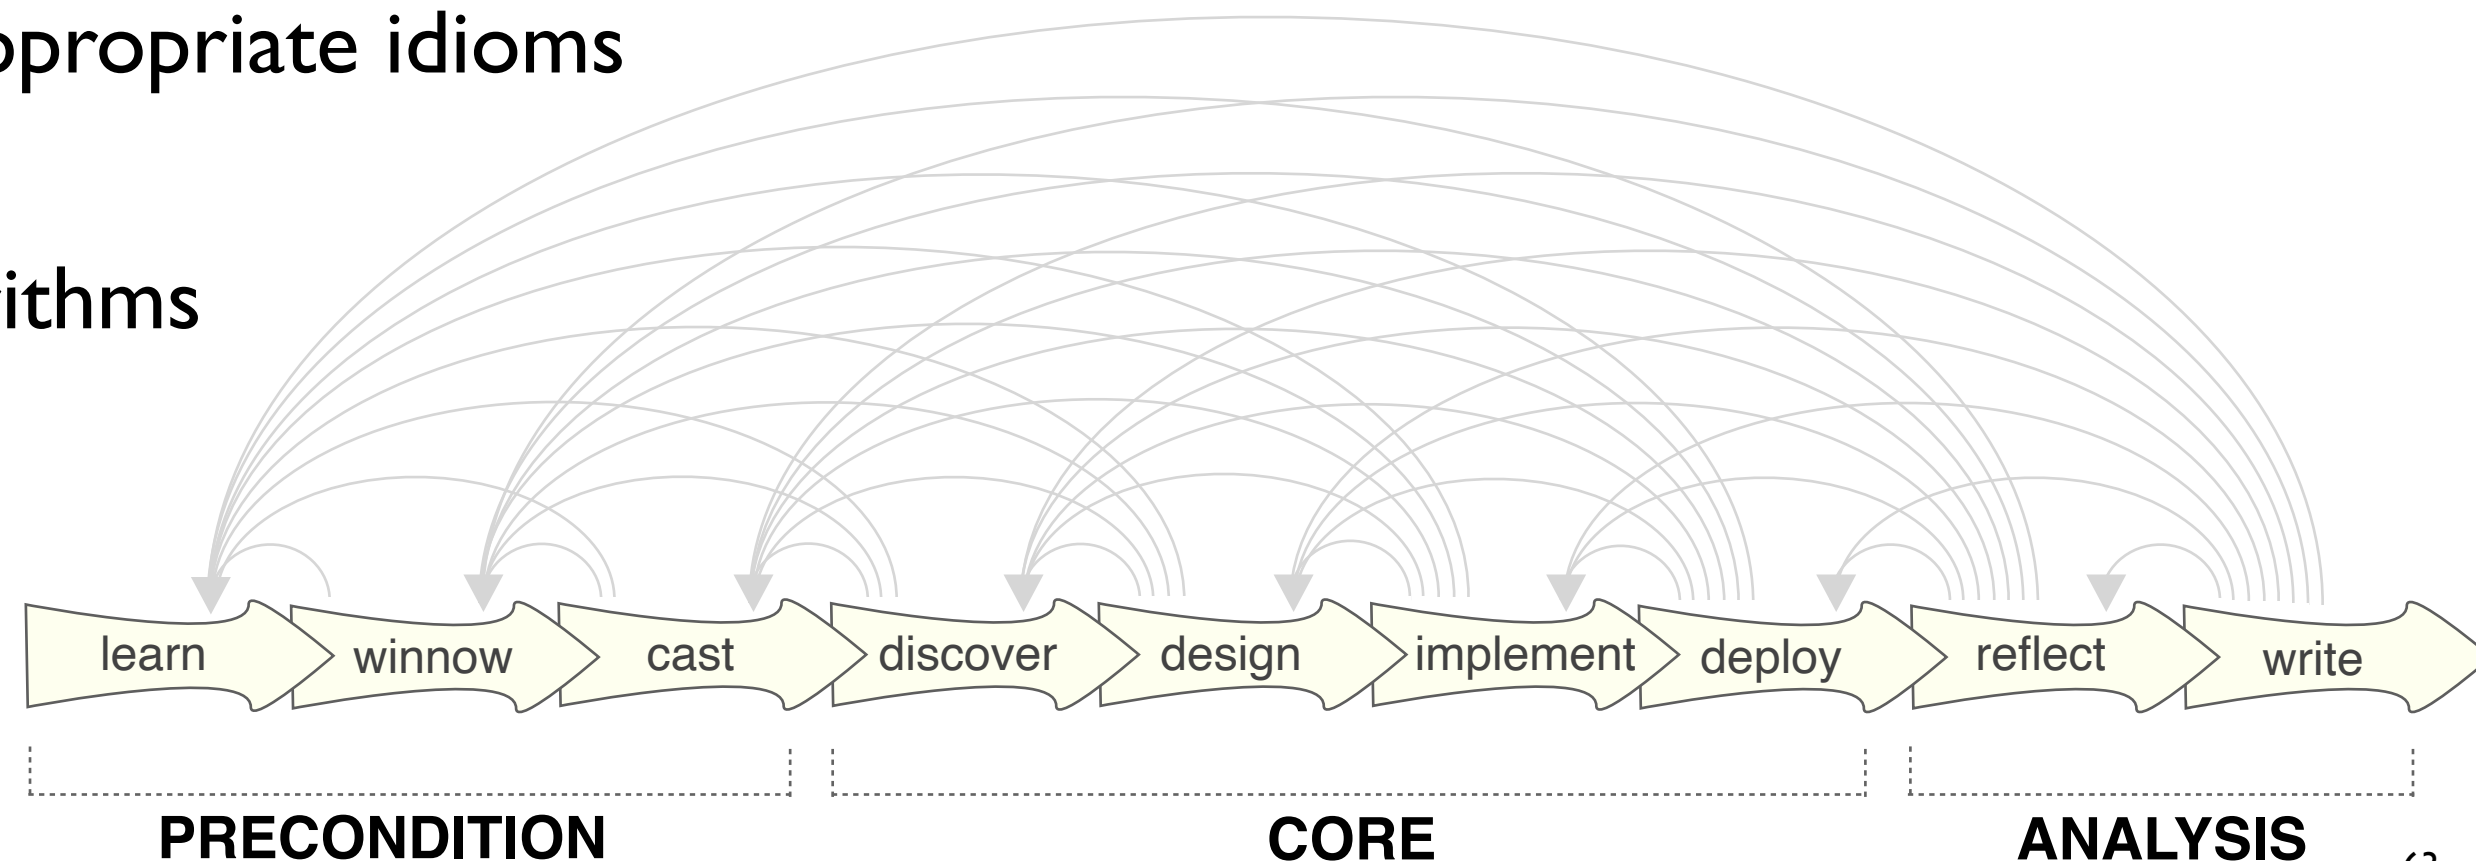 ppropriate idioms
ithms
learn
winnow
cast
discover
design
implement
deploy
reflect
write
PRECONDITION
CORE
ANALYSIS